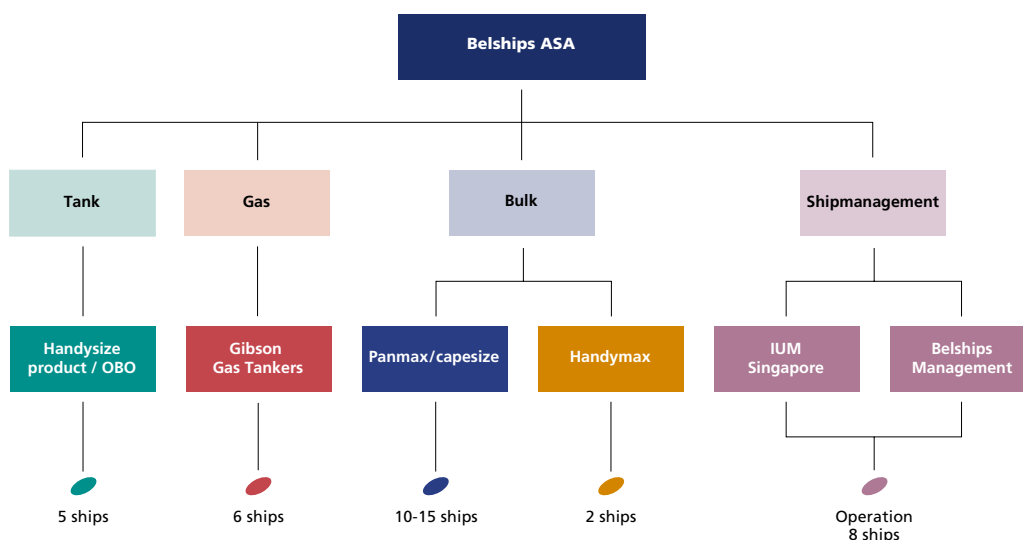 Belships ASA
Tank
Gas
Bulk
Shipmanagement
Handysize
product / OBO
Gibson
Gas Tankers
Panmax/capesize
Handymax
IUM
Singapore
Belships
Management
5 ships
6 ships
10-15 ships
2 ships
Operation
8 ships